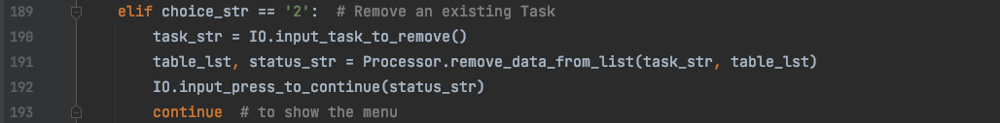 189 elif choice_str == '2':  # Remove an existing Task
190 task_str = IO.input_task_to_remove()
191 table_lst, status_str = Processor.remove_data_from_list(task_str, table_lst)
192 IO.input_press_to_continue(status_str)
193 continue  # to show the menu